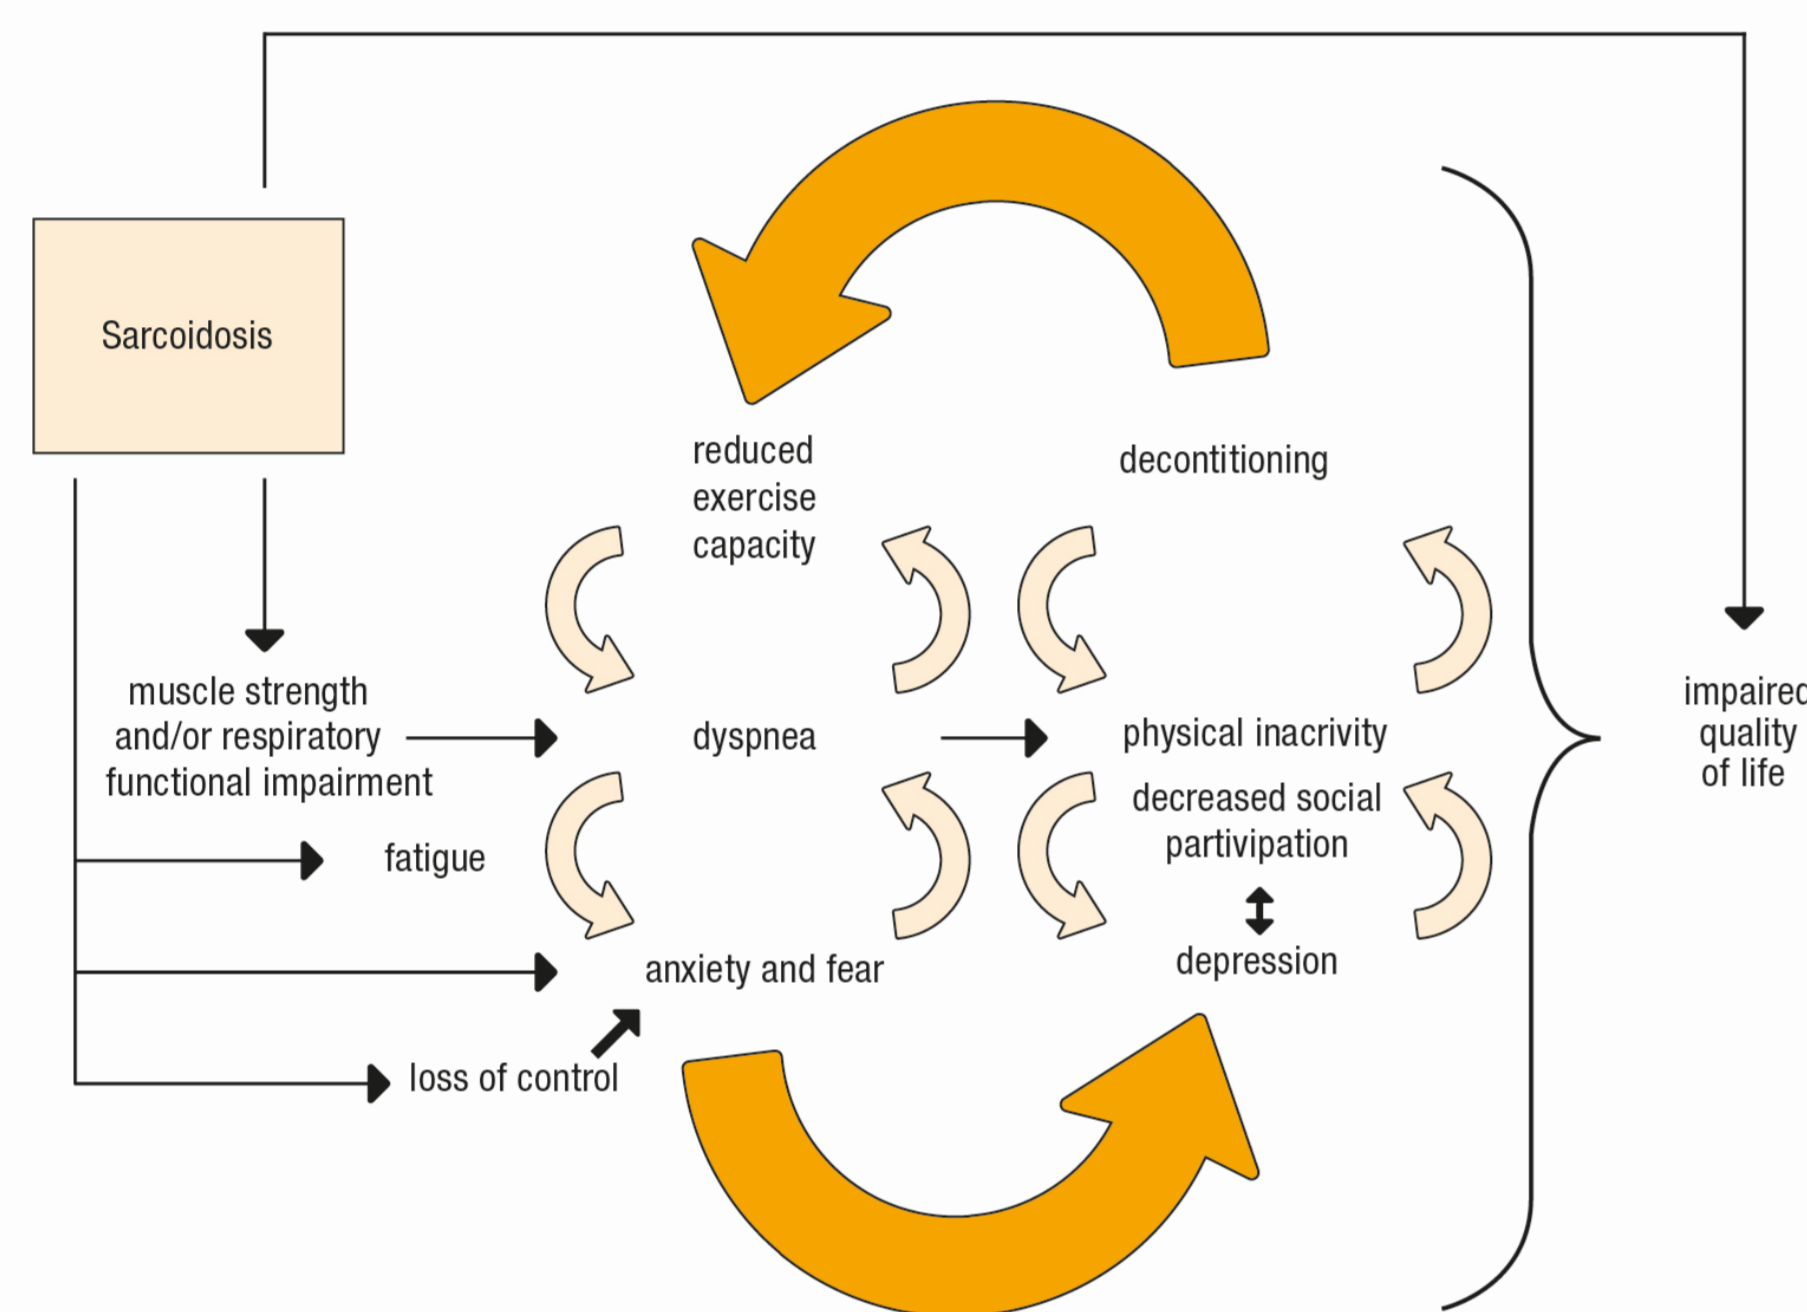 Sarcoidosis
reduced
exercise
capacity
decontitioning
muscle strength
and/or respiratory
functional impairment
dyspnea
physical inacrivity
decreased social
partivipation
fatigue
anxiety and fear
depression
loss of control
impaired
quality
of life